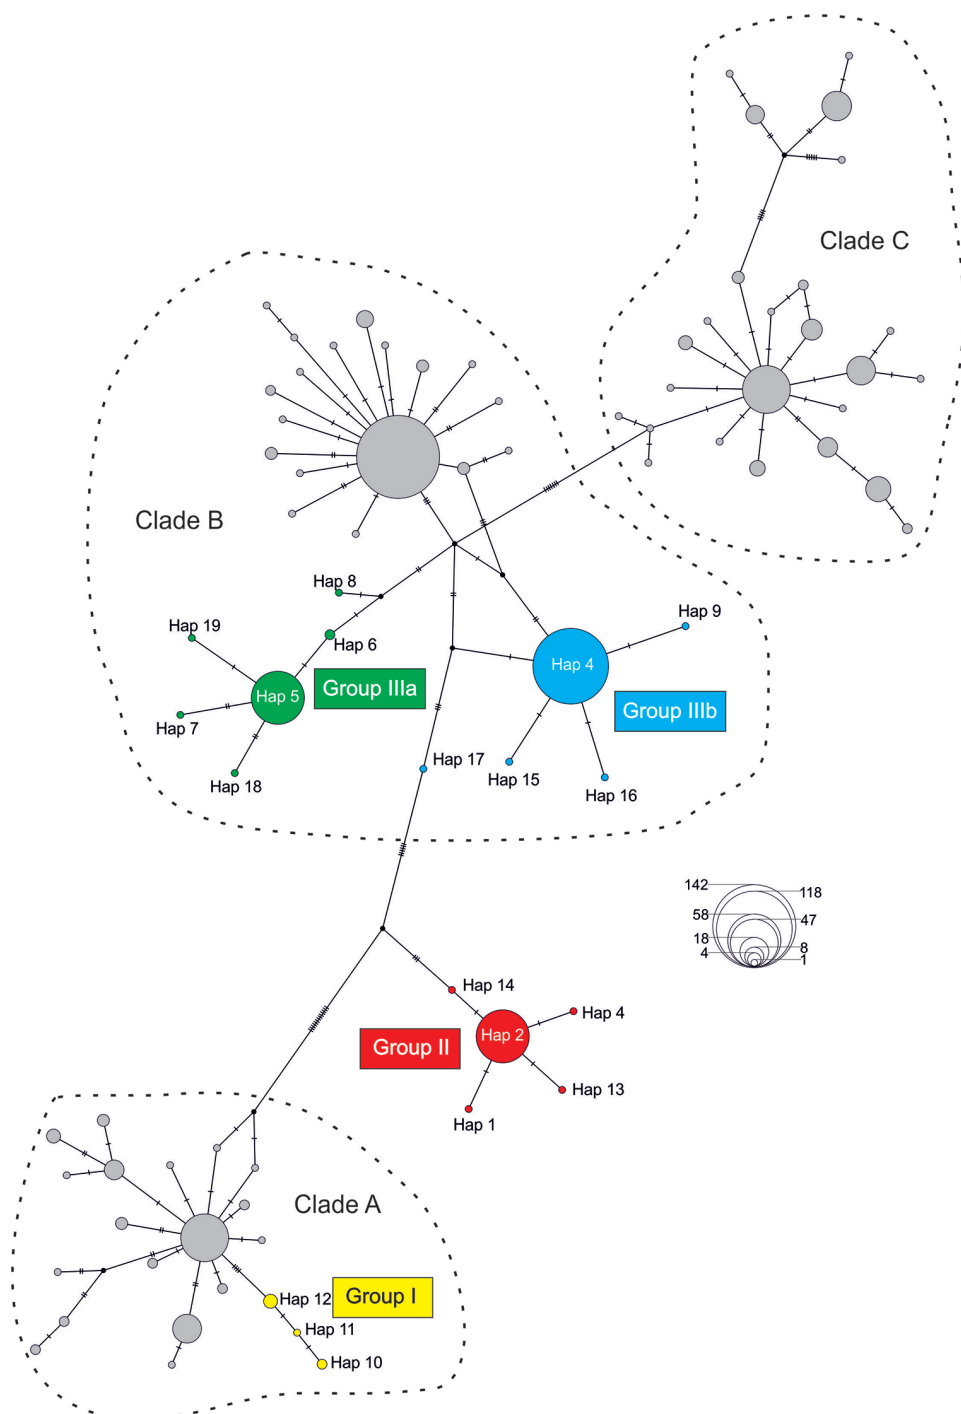 Clade C
Clade B
Hap 8
Hap 9
Hap 19
Hap 6
Hap 4
Hap 5
Group IIIa
Group IIIb
Hap 7
Hap 17
Hap 15
Hap 18
Hap 16
142
118
58
47
18
8
4
1
Hap 14
Hap 4
Group II
Hap 2
Hap 13
Hap 1
Clade A
Hap 12
Group I
Hap 11
Hap 10